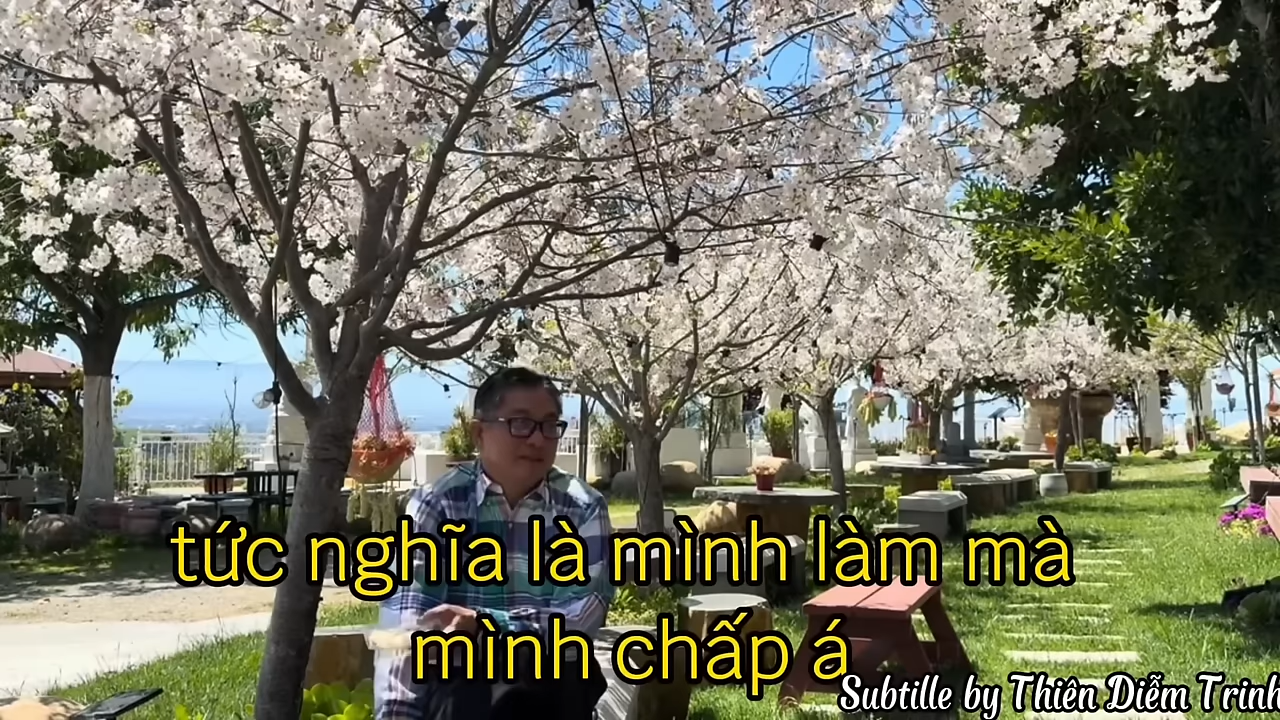 tức nghĩa là mình làm mà
mình chấp á
Subtille by Thiên Diễm Trinh